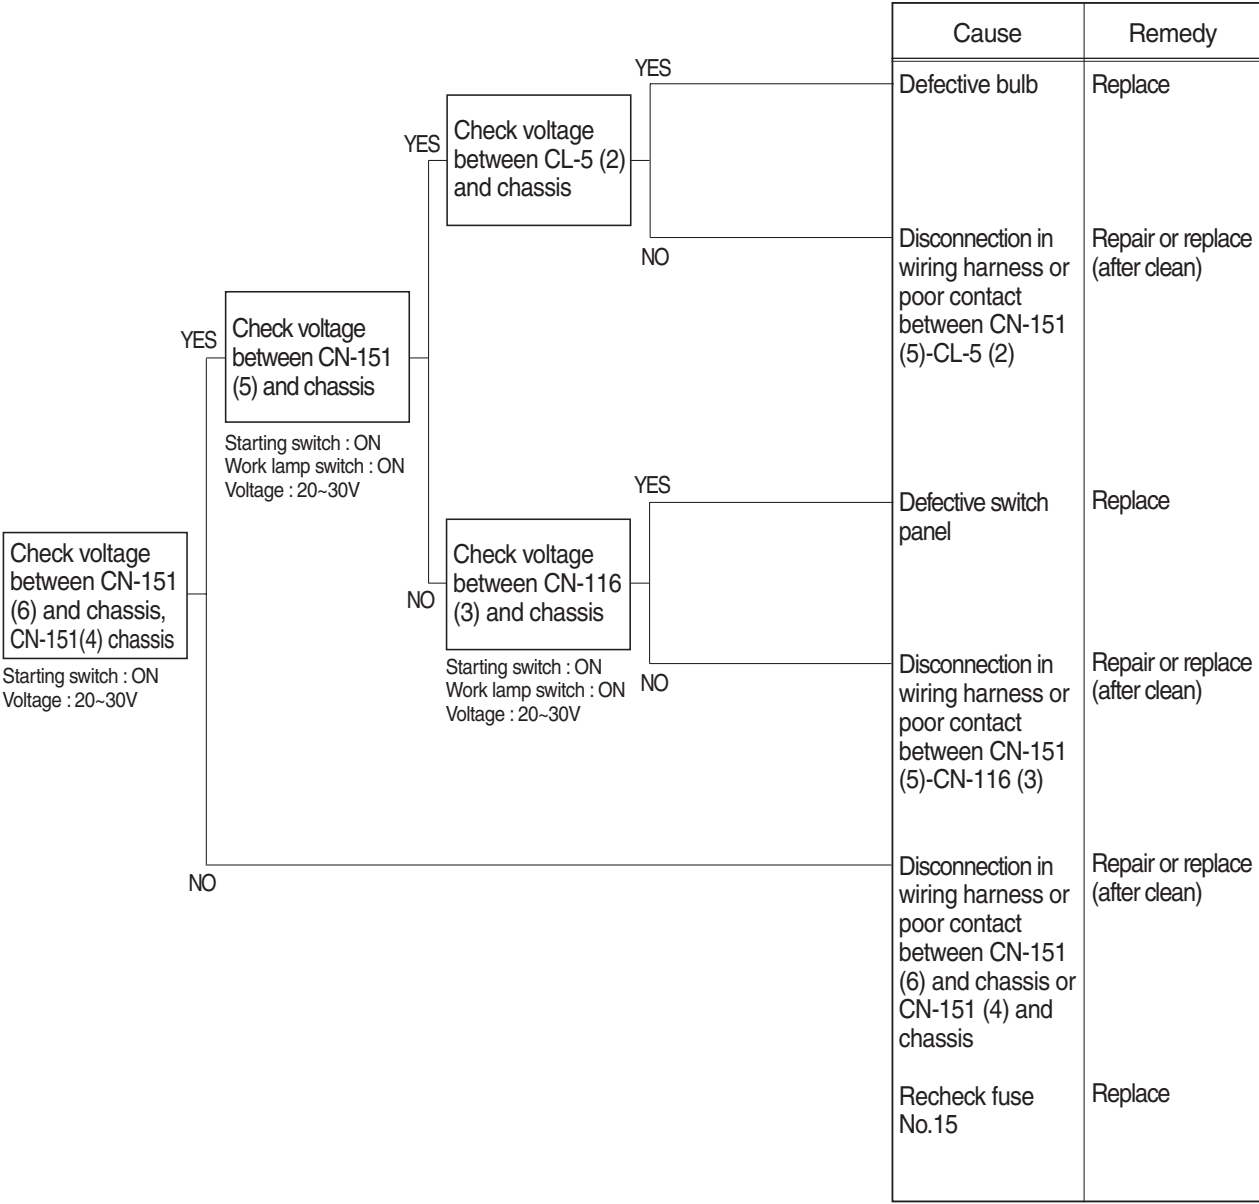 Cause
Remedy
YES
Defective bulb
Replace
YES
Check voltage
between CL-5 (2)
and chassis
NO
Disconnection in
wiring harness or
poor contact
between CN-151
(5)-CL-5 (2)
Repair or replace
(after clean)
YES
Check voltage
between CN-151
(5) and chassis
Starting switch : ON
Work lamp switch : ON
Voltage : 20~30V
YES
Defective switch
panel
Replace
Check voltage
between CN-151
(6) and chassis,
CN-151(4) chassis
Starting switch : ON
Voltage : 20~30V
NO
Check voltage
between CN-116
(3) and chassis
Starting switch : ON
Work lamp switch : ON
Voltage : 20~30V
NO
Disconnection in
wiring harness or
poor contact
between CN-151
(5)-CN-116 (3)
Repair or replace
(after clean)
NO
Disconnection in
wiring harness or
poor contact
between CN-151
(6) and chassis or
CN-151 (4) and
chassis
Repair or replace
(after clean)
Recheck fuse
No.15
Replace